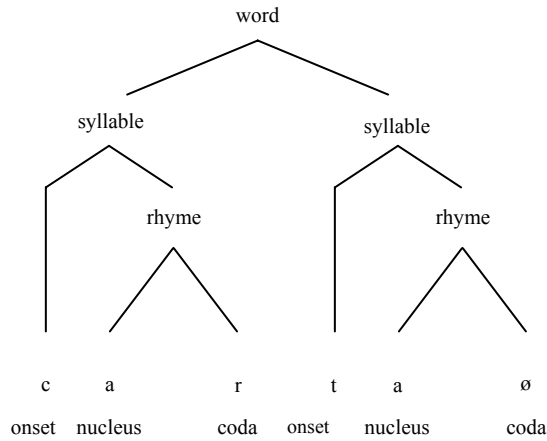 word
syllable syllable
rhyme rhyme
c a r t a ø
onset nucleus coda onset nucleus coda